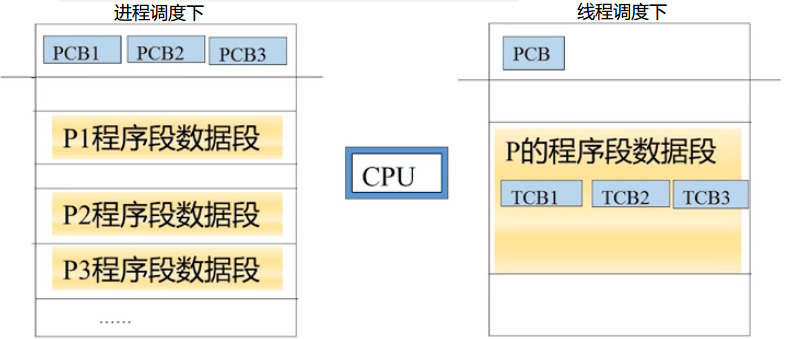 进程调度下
线程调度下
PCB1 PCB2 PCB3
PCB
P1程序段数据段
P2程序段数据段
P3程序段数据段
……
CPU
P的程序段数据段
TCB1 TCB2 TCB3